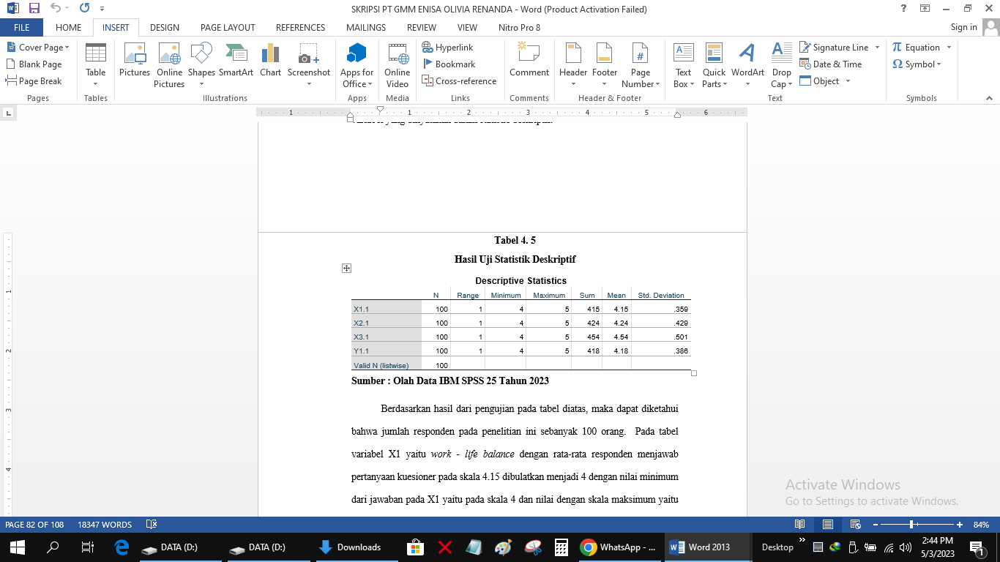 SKRIPSI PT GMM ENISA OLIVIA RENANDA - Word (Product Activation Failed)
FILE HOME INSERT DESIGN PAGE LAYOUT REFERENCES MAILINGS REVIEW VIEW Nitro Pro 8 Sign in
Cover Page
Blank Page
Page Break
Pages
Table
Tables
Pictures
Online Pictures
Shapes
SmartArt
Chart
Screenshot
Illustrations
Apps for Office
Apps
Online Video
Media
Hyperlink
Bookmark
Cross-reference
Links
Comment
Comments
Header
Footer
Page Number
Header & Footer
Text Box
Quick Parts
WordArt
Drop Cap
Signature Line
Date & Time
Object
Text
Equation
Symbol
Symbols
1 1 2 3 4 5 6
Tabel 4. 5
Hasil Uji Statistik Deskriptif
Descriptive Statistics
N Range Minimum Maximum Sum Mean Std. Deviation
X1.1 100 1 4 5 415 4.15 .359
X2.1 100 1 4 5 424 4.24 .429
X3.1 100 1 4 5 454 4.54 .501
Y1.1 100 1 4 5 418 4.18 .386
Valid N (listwise) 100
Sumber : Olah Data IBM SPSS 25 Tahun 2023
Berdasarkan hasil dari pengujian pada tabel diatas, maka dapat diketahui
bahwa jumlah responden pada penelitian ini sebanyak 100 orang. Pada tabel
variabel X1 yaitu work - life balance dengan rata-rata responden menjawab
pertanyaan kuesioner pada skala 4.15 dibulatkan menjadi 4 dengan nilai minimum
dari jawaban pada X1 yaitu pada skala 4 dan nilai dengan skala maksimum yaitu
1
2
3
4
Activate Windows
Go to Settings to activate Windows.
PAGE 82 OF 108 18347 WORDS 84%
DATA (D:) DATA (D:) Downloads WhatsApp - ... Word 2013 Desktop 2:44 PM
5/3/2023
1